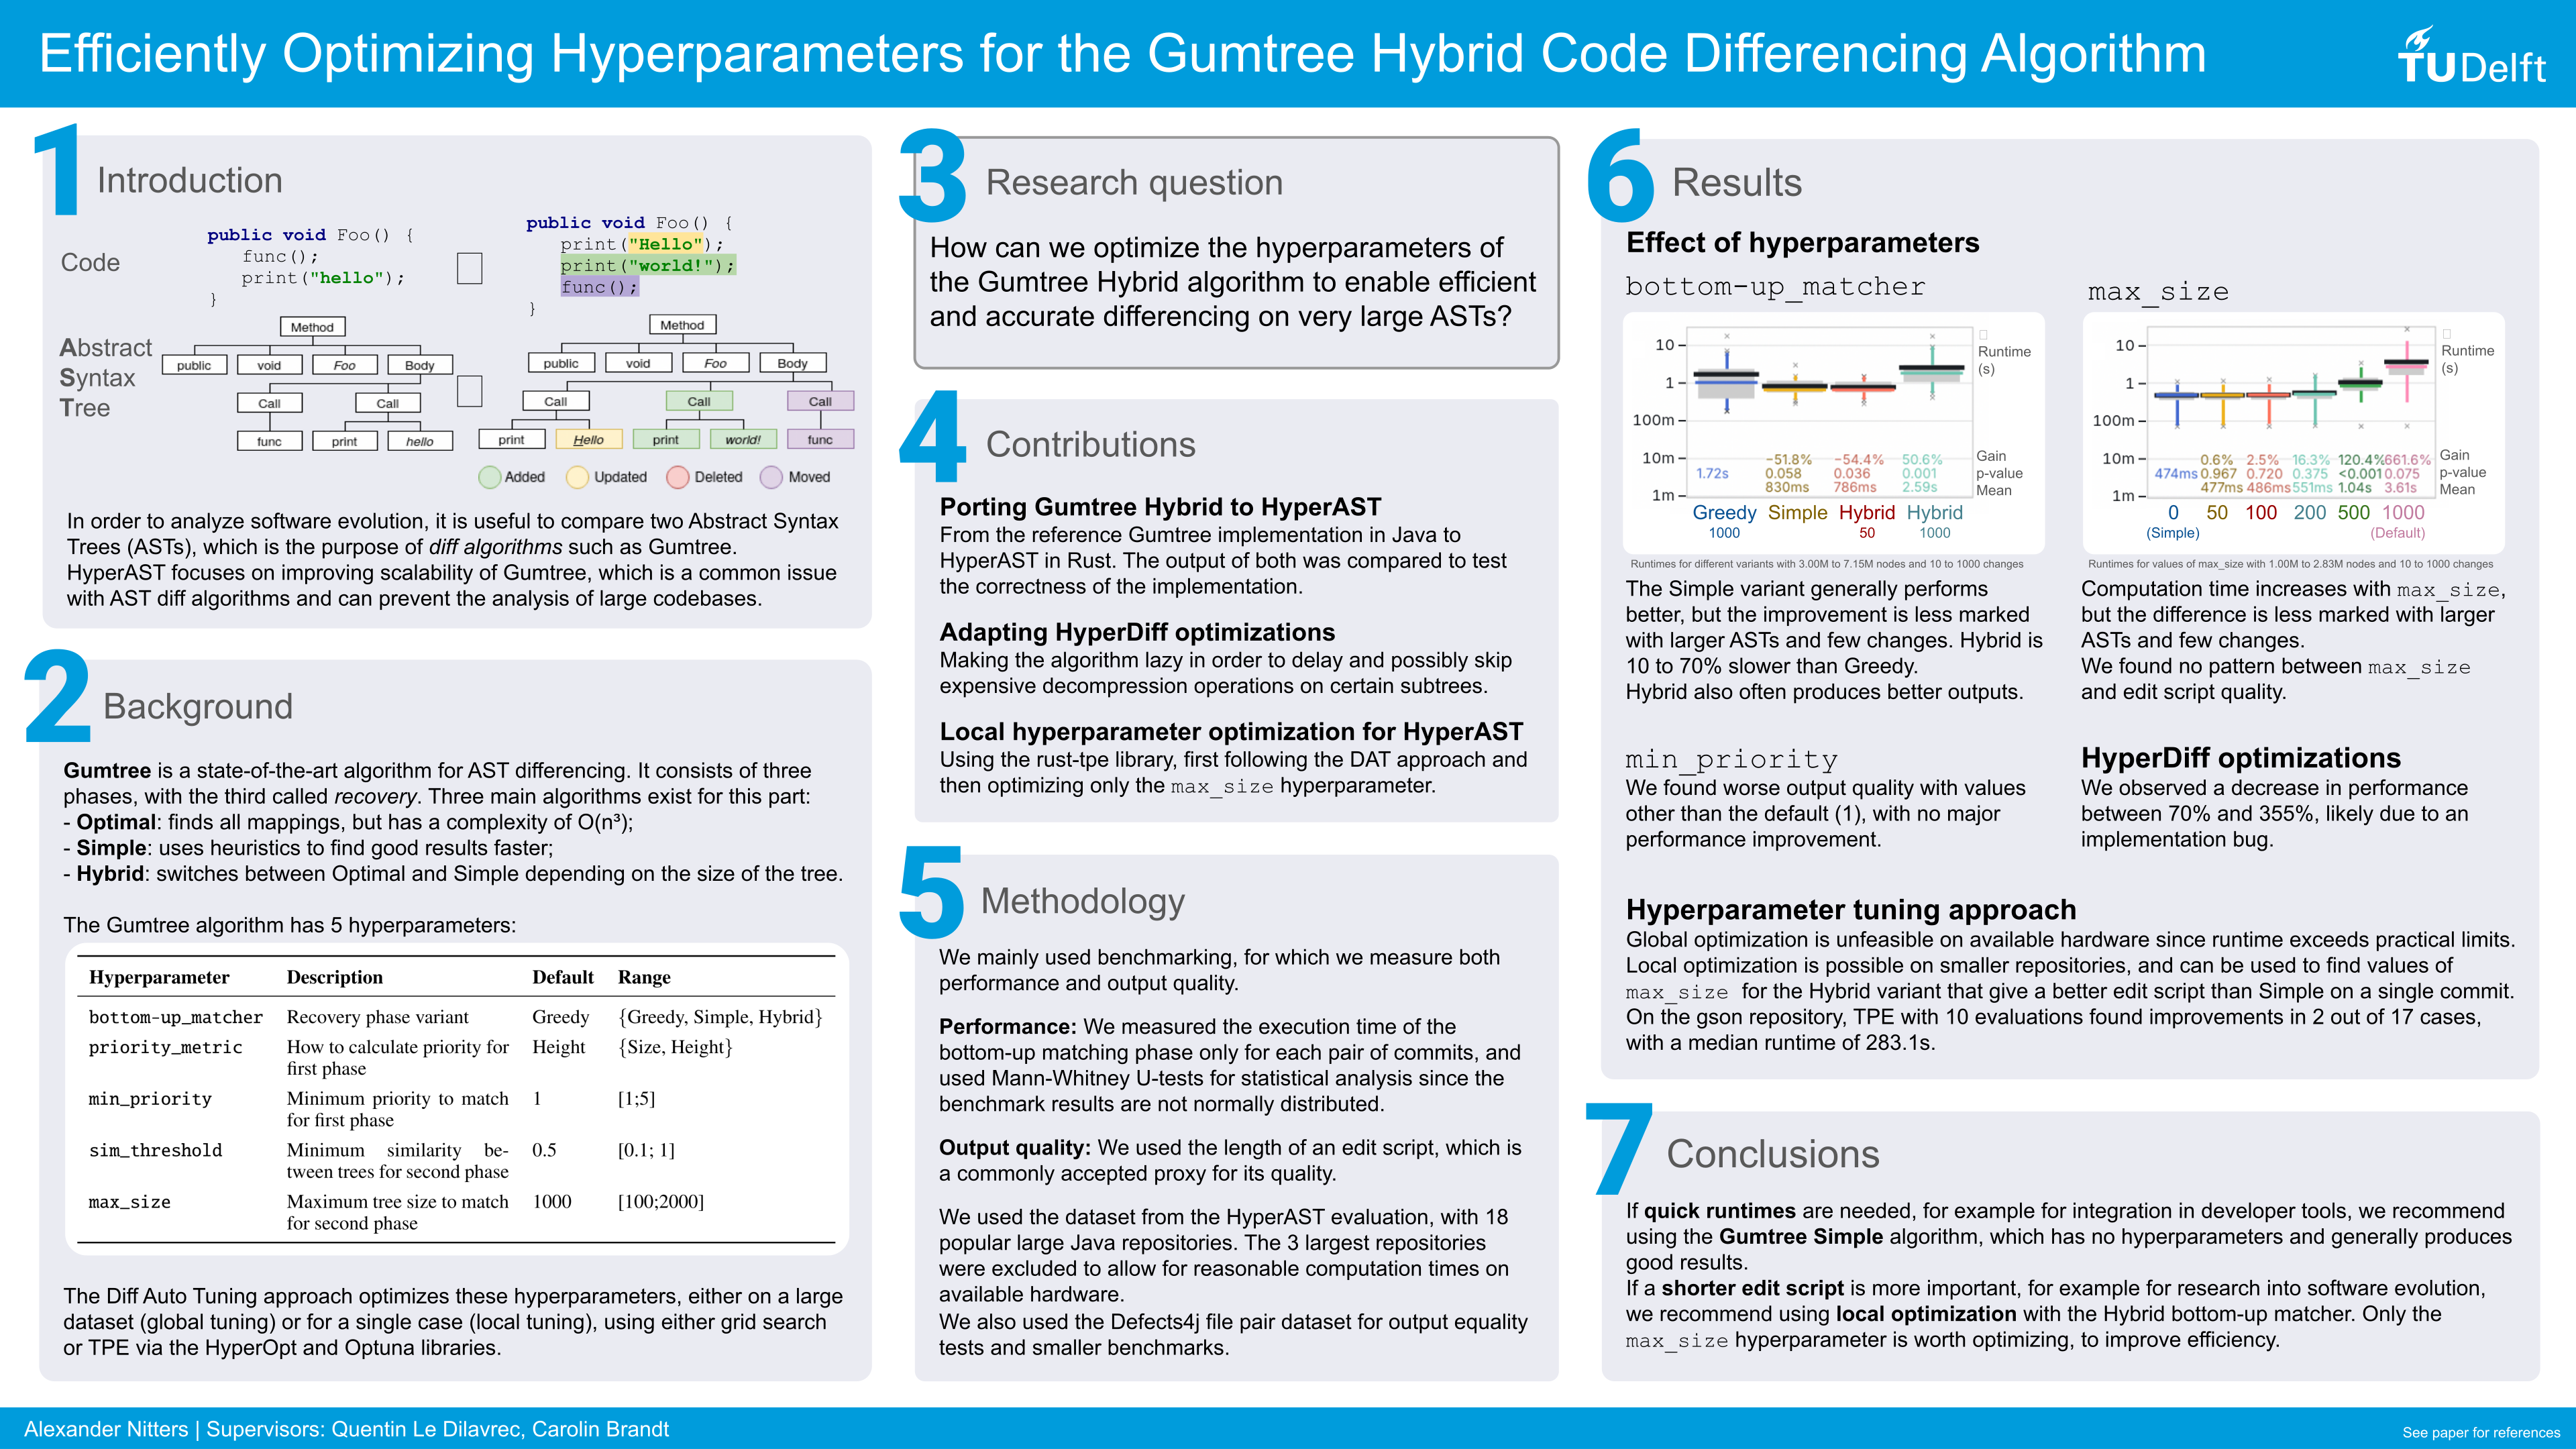 Efficiently Optimizing Hyperparameters for the Gumtree Hybrid Code Differencing Algorithm
TU Delft
1
Introduction
Code
public void Foo() {
func();
print("hello");
}
public void Foo() {
print("Hello");
print("world!");
func();
}
Abstract
Syntax
Tree
Method
public void Foo Body
Call Call
func print hello
Method
public void Foo Body
Call Call Call
print Hello print world! func
Added Updated Deleted Moved
In order to analyze software evolution, it is useful to compare two Abstract Syntax
Trees (ASTs), which is the purpose of diff algorithms such as Gumtree.
HyperAST focuses on improving scalability of Gumtree, which is a common issue
with AST diff algorithms and can prevent the analysis of large codebases.
2
Background
Gumtree is a state-of-the-art algorithm for AST differencing. It consists of three
phases, with the third called recovery. Three main algorithms exist for this part:
- Optimal: finds all mappings, but has a complexity of O(n³);
- Simple: uses heuristics to find good results faster;
- Hybrid: switches between Optimal and Simple depending on the size of the tree.
The Gumtree algorithm has 5 hyperparameters:
Hyperparameter Description Default Range
bottom-up_matcher Recovery phase variant Greedy {Greedy, Simple, Hybrid}
priority_metric How to calculate priority for Height {Size, Height}
first phase
min_priority Minimum priority to match 1 [1;5]
for first phase
sim_threshold Minimum similarity be- 0.5 [0.1; 1]
tween trees for second phase
max_size Maximum tree size to match 1000 [100;2000]
for second phase
The Diff Auto Tuning approach optimizes these hyperparameters, either on a large
dataset (global tuning) or for a single case (local tuning), using either grid search
or TPE via the HyperOpt and Optuna libraries.
3
Research question
How can we optimize the hyperparameters of
the Gumtree Hybrid algorithm to enable efficient
and accurate differencing on very large ASTs?
4
Contributions
Porting Gumtree Hybrid to HyperAST
From the reference Gumtree implementation in Java to
HyperAST in Rust. The output of both was compared to test
the correctness of the implementation.
Adapting HyperDiff optimizations
Making the algorithm lazy in order to delay and possibly skip
expensive decompression operations on certain subtrees.
Local hyperparameter optimization for HyperAST
Using the rust-tpe library, first following the DAT approach and
then optimizing only the max_size hyperparameter.
5
Methodology
We mainly used benchmarking, for which we measure both
performance and output quality.
Performance: We measured the execution time of the
bottom-up matching phase only for each pair of commits, and
used Mann-Whitney U-tests for statistical analysis since the
benchmark results are not normally distributed.
Output quality: We used the length of an edit script, which is
a commonly accepted proxy for its quality.
We used the dataset from the HyperAST evaluation, with 18
popular large Java repositories. The 3 largest repositories
were excluded to allow for reasonable computation times on
available hardware.
We also used the Defects4j file pair dataset for output equality
tests and smaller benchmarks.
6
Results
Effect of hyperparameters
bottom-up_matcher
10
1
100m
10m
1m
Runtime
(s)
−51.8% −54.4% 50.6% Gain
1.72s 0.058 0.036 0.001 p-value
830ms 786ms 2.59s Mean
Greedy Simple Hybrid Hybrid
1000 50 1000
Runtimes for different variants with 3.00M to 7.15M nodes and 10 to 1000 changes
The Simple variant generally performs
better, but the improvement is less marked
with larger ASTs and few changes. Hybrid is
10 to 70% slower than Greedy.
Hybrid also often produces better outputs.
max_size
10
1
100m
10m
1m
Runtime
(s)
0.6% 2.5% 16.3% 120.4% 661.6% Gain
474ms 0.967 0.720 0.375 <0.001 0.075 p-value
477ms 486ms 551ms 1.04s 3.61s Mean
0 50 100 200 500 1000
(Simple) (Default)
Runtimes for values of max_size with 1.00M to 2.83M nodes and 10 to 1000 changes
Computation time increases with max_size,
but the difference is less marked with larger
ASTs and few changes.
We found no pattern between max_size
and edit script quality.
min_priority
We found worse output quality with values
other than the default (1), with no major
performance improvement.
HyperDiff optimizations
We observed a decrease in performance
between 70% and 355%, likely due to an
implementation bug.
Hyperparameter tuning approach
Global optimization is unfeasible on available hardware since runtime exceeds practical limits.
Local optimization is possible on smaller repositories, and can be used to find values of
max_size for the Hybrid variant that give a better edit script than Simple on a single commit.
On the gson repository, TPE with 10 evaluations found improvements in 2 out of 17 cases,
with a median runtime of 283.1s.
7
Conclusions
If quick runtimes are needed, for example for integration in developer tools, we recommend
using the Gumtree Simple algorithm, which has no hyperparameters and generally produces
good results.
If a shorter edit script is more important, for example for research into software evolution,
we recommend using local optimization with the Hybrid bottom-up matcher. Only the
max_size hyperparameter is worth optimizing, to improve efficiency.
Alexander Nitters | Supervisors: Quentin Le Dilavrec, Carolin Brandt
See paper for references